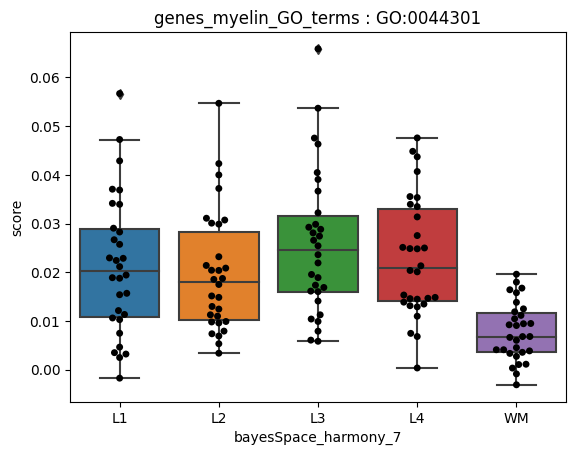 genes_myelin_GO_terms : GO:0044301
score
0.06
0.05
0.04
0.03
0.02
0.01
0.00
L1 L2 L3 L4 WM
bayesSpace_harmony_7